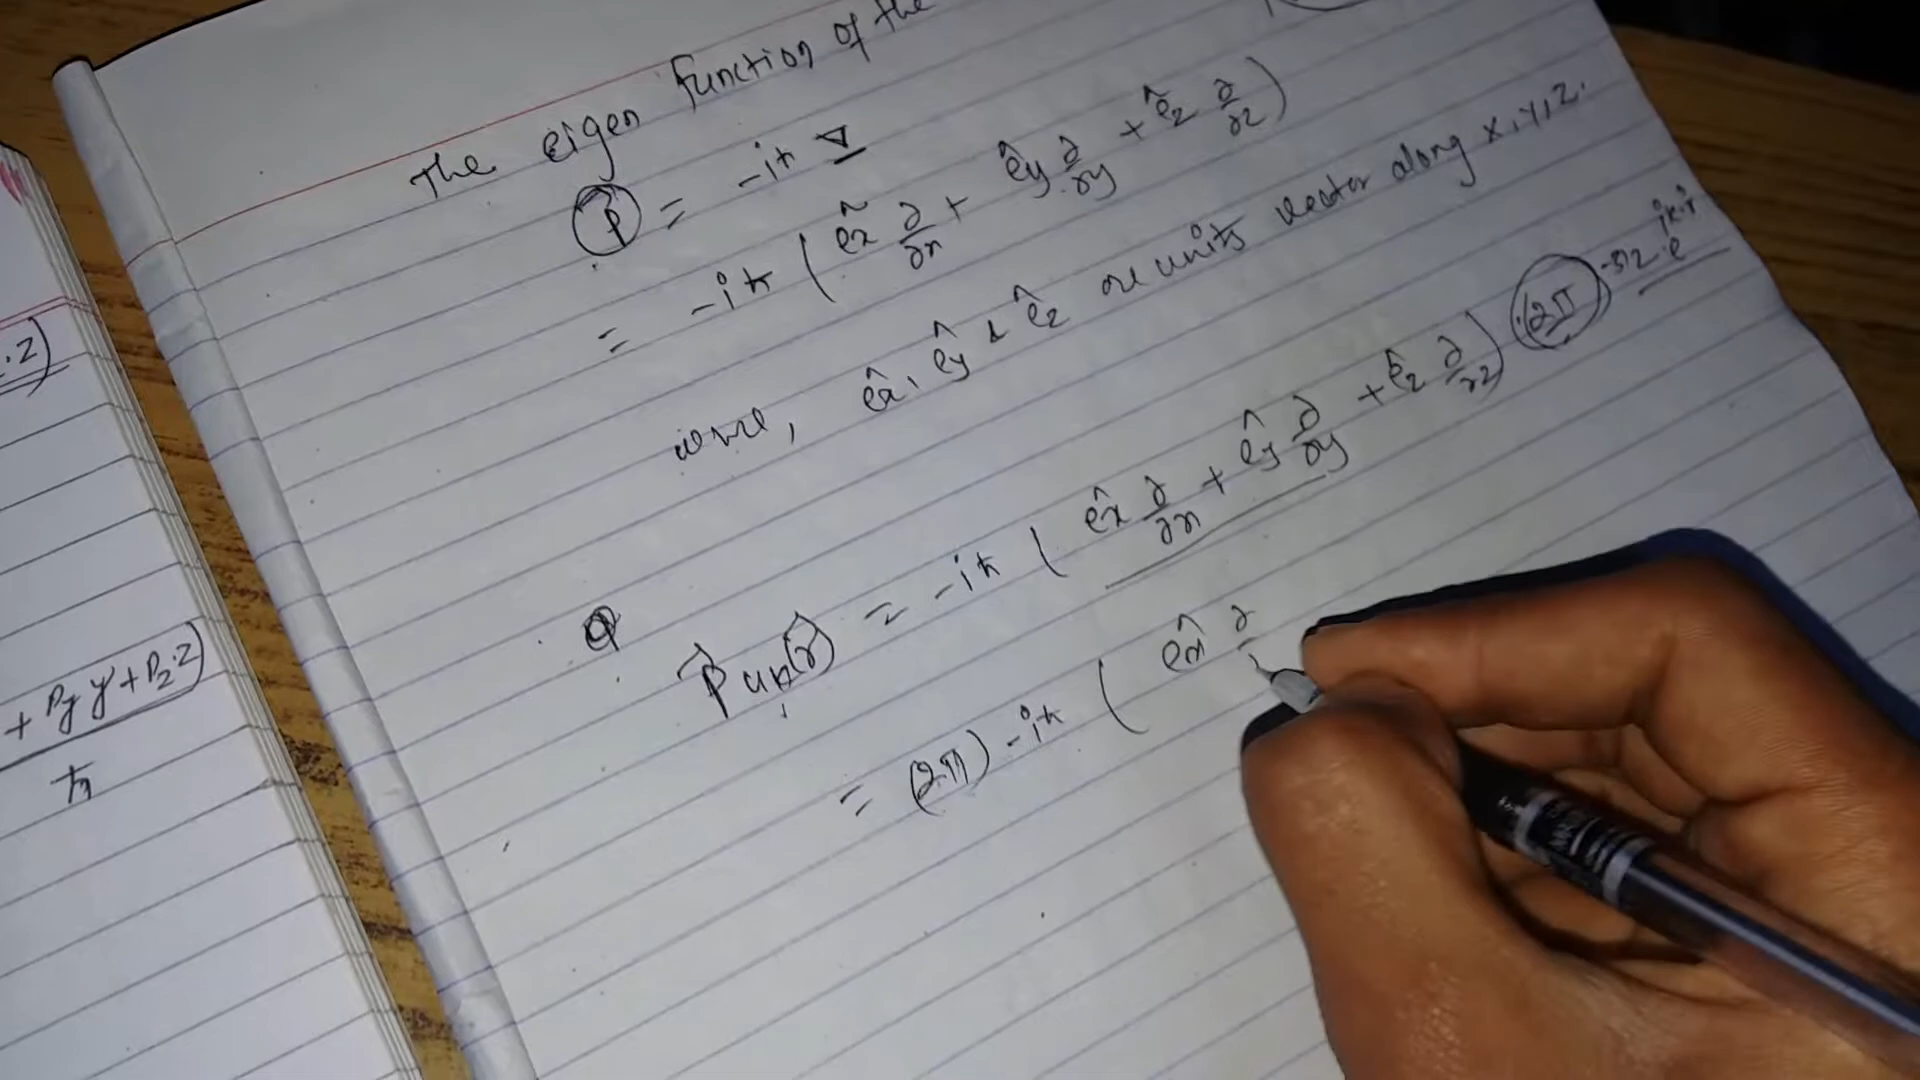 The eigen function of the
p̂ = -iħ ∇
= -iħ ( êx ∂/∂x + êy ∂/∂y + êz ∂/∂z )
where, êx, êy & êz are units vector along x, y, z.
P̂ uk(r) = -iħ ( êx ∂/∂x + êy ∂/∂y + êz ∂/∂z ) (2π)^-3/2 . e^ik.r
= (2π) -iħ ( êx ∂
.z)
+ Py y + Pz.z)
ħ